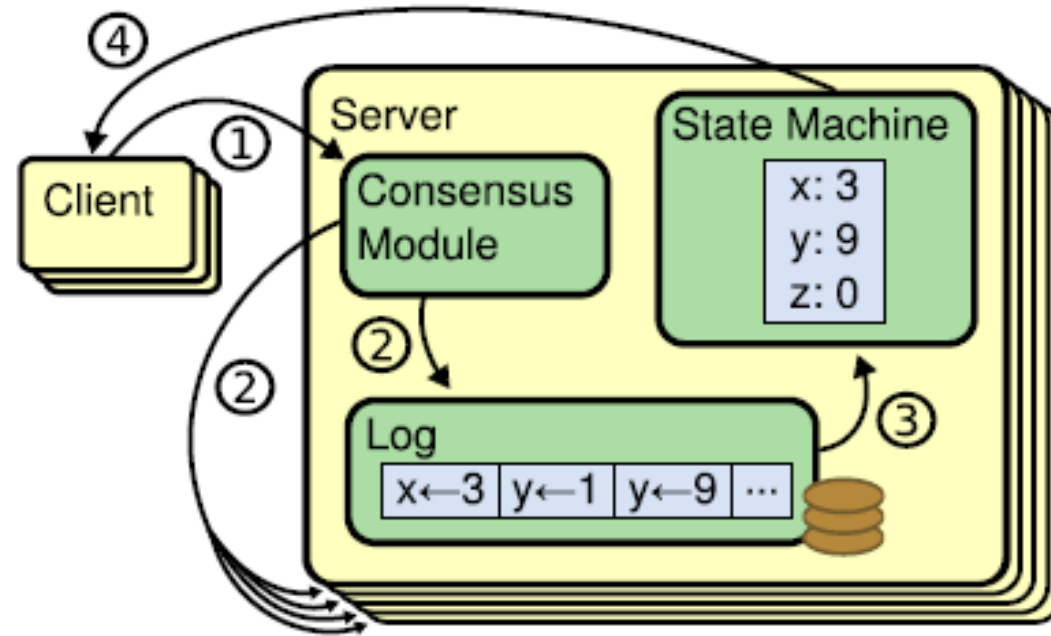 ④
①
Server
State Machine
Client
Consensus
Module
x: 3
y: 9
z: 0
②
②
③
Log
x←3 y←1 y←9 ...